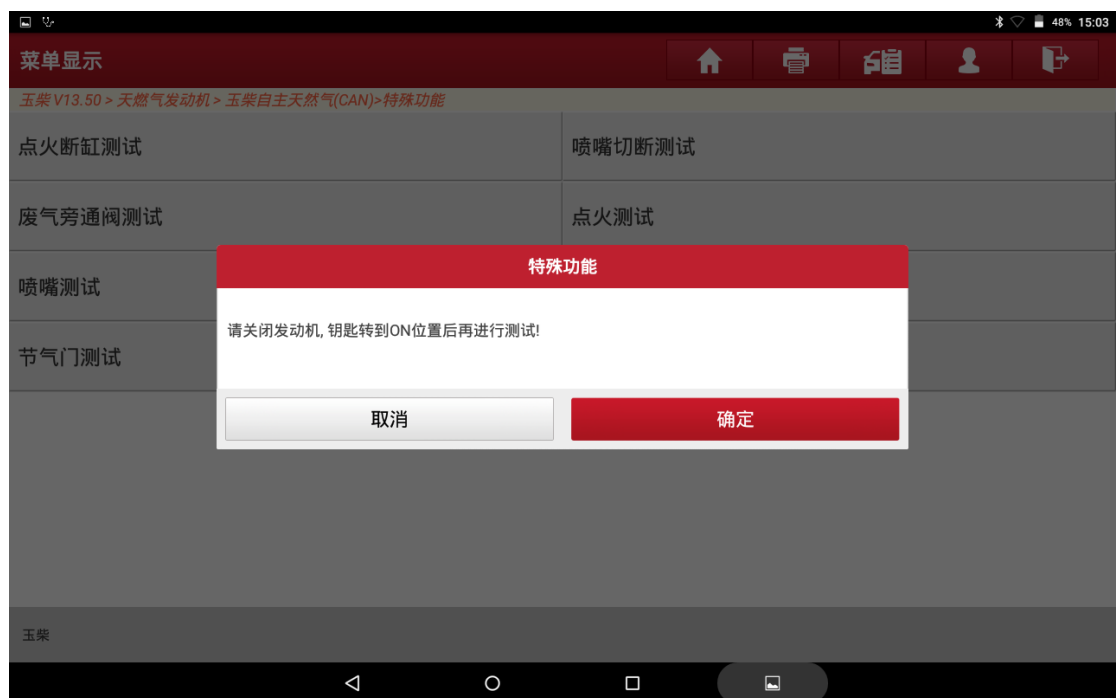 48% 15:03
菜单显示
玉柴 V13.50 > 天燃气发动机 > 玉柴自主天然气(CAN)>特殊功能
点火断缸测试
喷嘴切断测试
废气旁通阀测试
点火测试
特殊功能
喷嘴测试
请关闭发动机, 钥匙转到ON位置后再进行测试!
节气门测试
取消
确定
玉柴